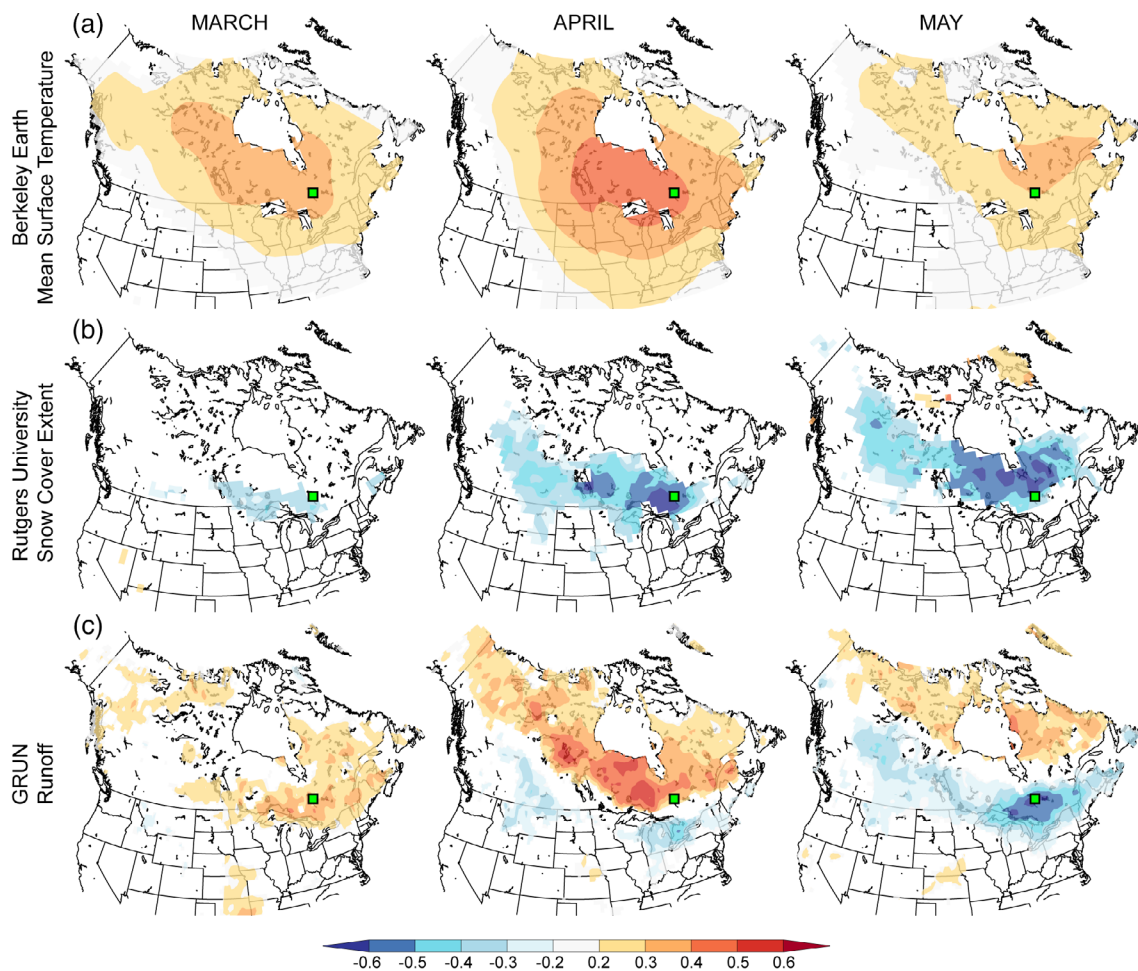 (a) MARCH APRIL MAY
Berkeley Earth
Mean Surface Temperature
(b)
Rutgers University
Snow Cover Extent
(c)
GRUN
Runoff
-0.6 -0.5 -0.4 -0.3 -0.2 0.2 0.3 0.4 0.5 0.6